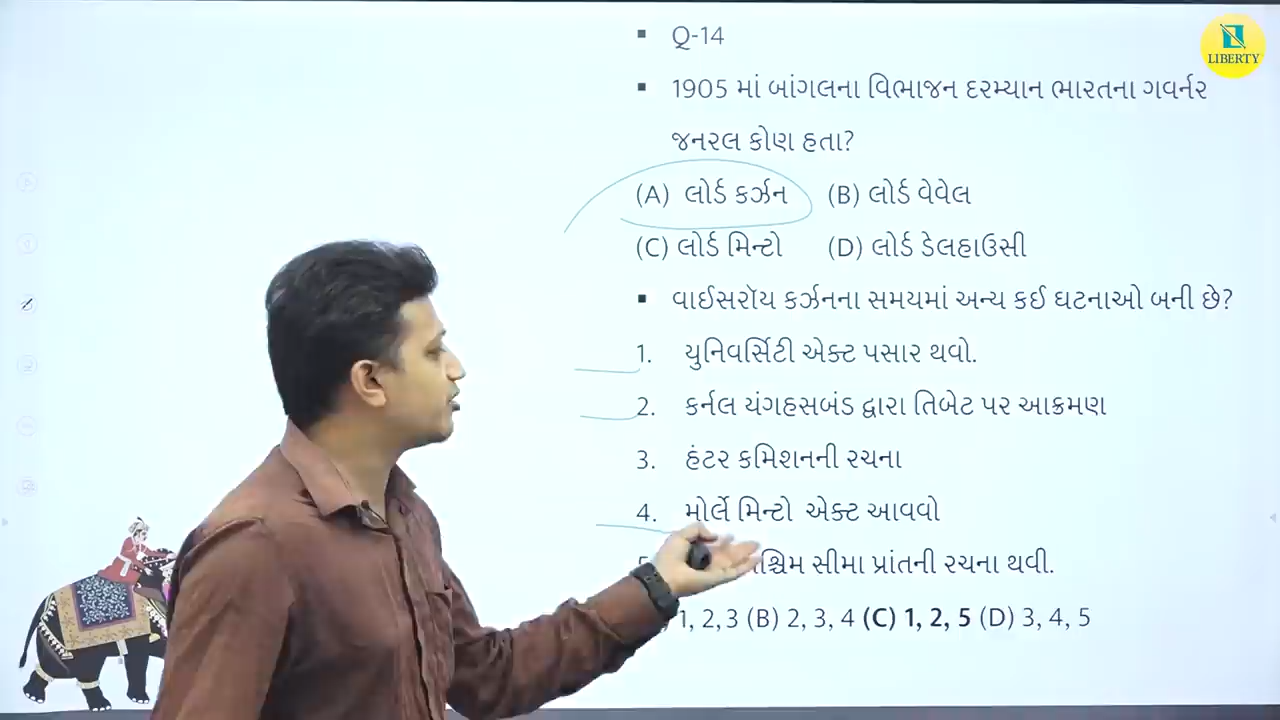 Q-14
LIBERTY
1905 માં બાંગલના વિભાજન દરમ્યાન ભારતના ગવર્નર
જનરલ કોણ હતા?
(A) લોર્ડ કર્ઝન (B) લોર્ડ વેવેલ
(C) લોર્ડ મિન્ટો (D) લોર્ડ ડેલહાઉસી
વાઈસરૉય કર્ઝનના સમયમાં અન્ય કઈ ઘટનાઓ બની છે?
1. યુનિવર્સિટી એક્ટ પસાર થવો.
2. કર્નલ યંગહસબંડ દ્વારા તિબેટ પર આક્રમણ
3. હંટર કમિશનની રચના
4. મોર્લે મિન્ટો એક્ટ આવવો
સીમા પ્રાંતની રચના થવી.
1, 2, 3 (B) 2, 3, 4 (C) 1, 2, 5 (D) 3, 4, 5